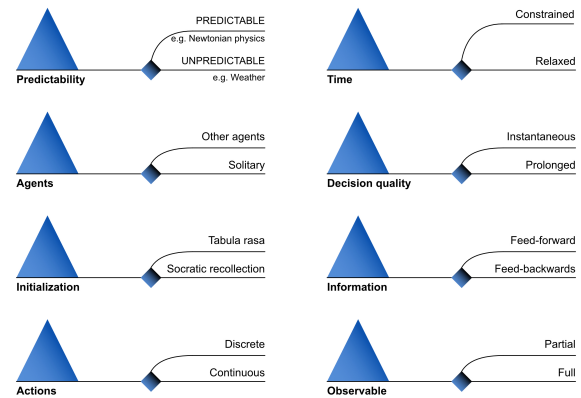 PREDICTABLE
e.g. Newtonian physics
UNPREDICTABLE
e.g. Weather
Predictability
Constrained
Relaxed
Time
Other agents
Solitary
Agents
Instantaneous
Prolonged
Decision quality
Tabula rasa
Socratic recollection
Initialization
Feed-forward
Feed-backwards
Information
Discrete
Continuous
Actions
Partial
Full
Observable